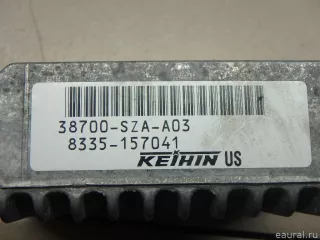 38700-SZA-A03
8335-157041
KEIHIN US
© eaural.ru